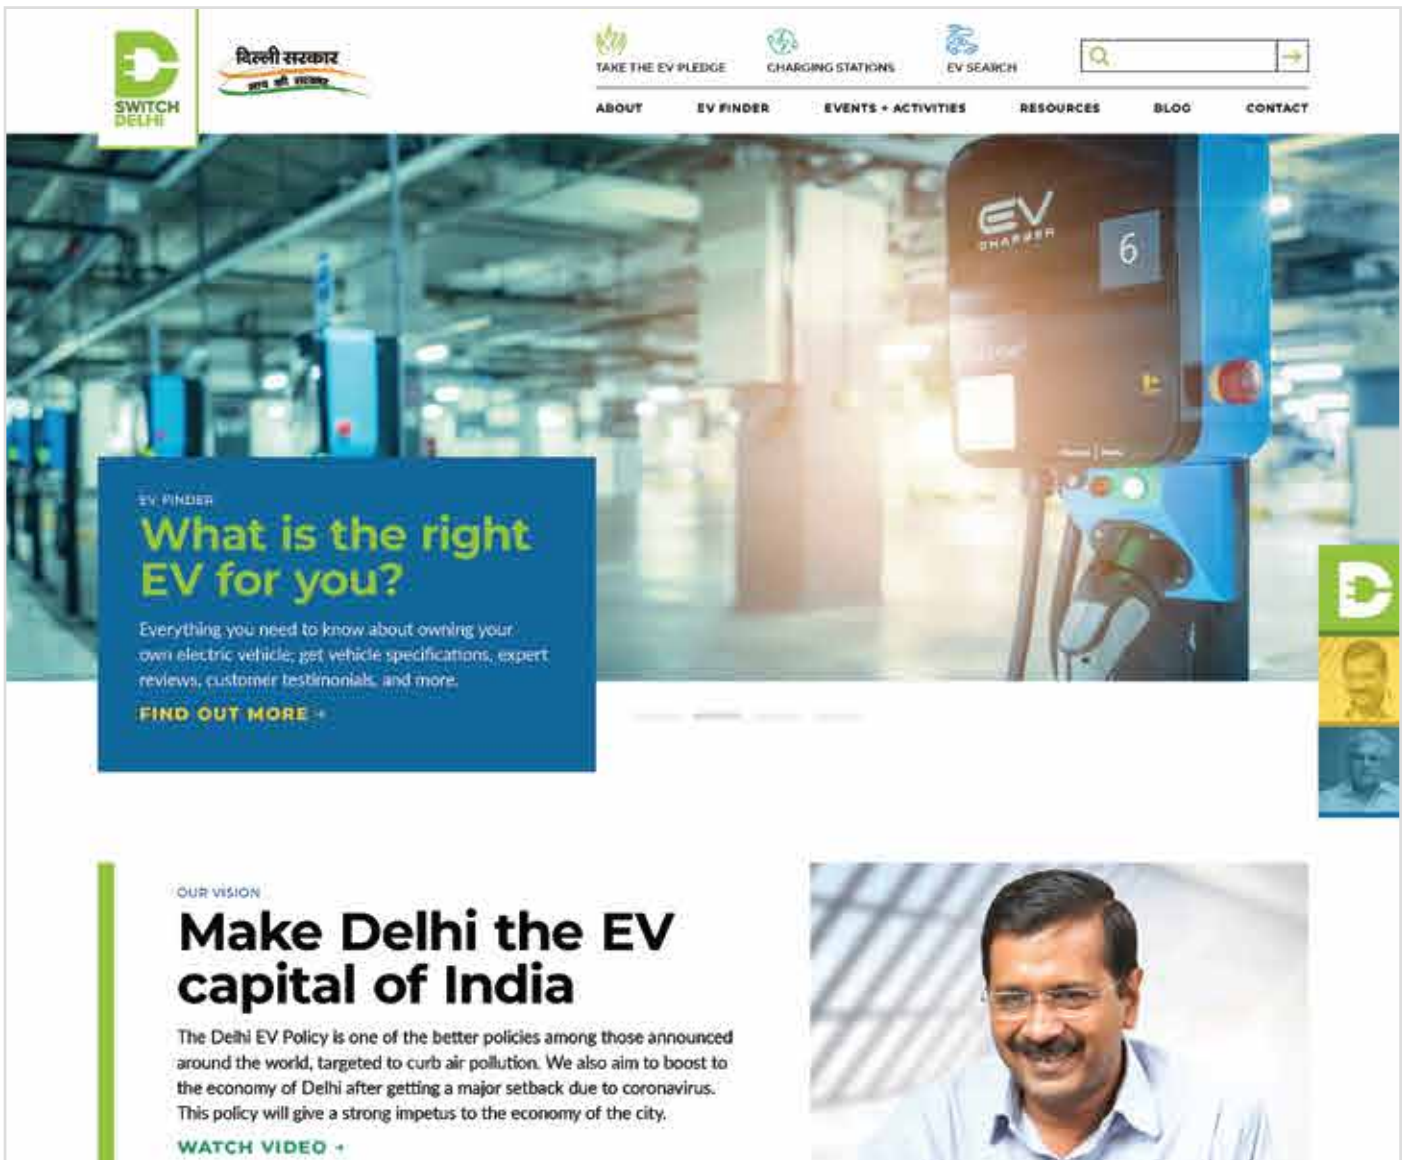 SWITCH
DELHI
दिल्ली सरकार
आप की सरकार
TAKE THE EV PLEDGE
CHARGING STATIONS
EV SEARCH
ABOUT
EV FINDER
EVENTS + ACTIVITIES
RESOURCES
BLOG
CONTACT
EV
CHARGER
6
EV FINDER
What is the right
EV for you?
Everything you need to know about owning your
own electric vehicle; get vehicle specifications, expert
reviews, customer testimonials, and more.
FIND OUT MORE
OUR VISION
Make Delhi the EV
capital of India
The Delhi EV Policy is one of the better policies among those announced
around the world, targeted to curb air pollution. We also aim to boost to
the economy of Delhi after getting a major setback due to coronavirus.
This policy will give a strong impetus to the economy of the city.
WATCH VIDEO